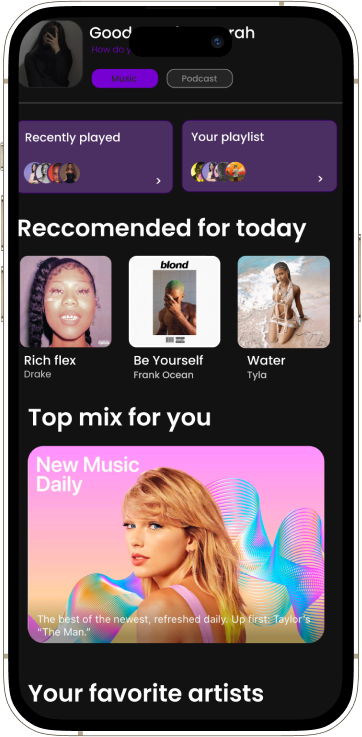 Good rah
How do y
Music Podcast
Recently played
Your playlist
Reccomended for today
blond
Rich flex
Drake
Be Yourself
Frank Ocean
Water
Tyla
Top mix for you
New Music
Daily
The best of the newest, refreshed daily. Up first: Taylor's
“The Man.”
Your favorite artists